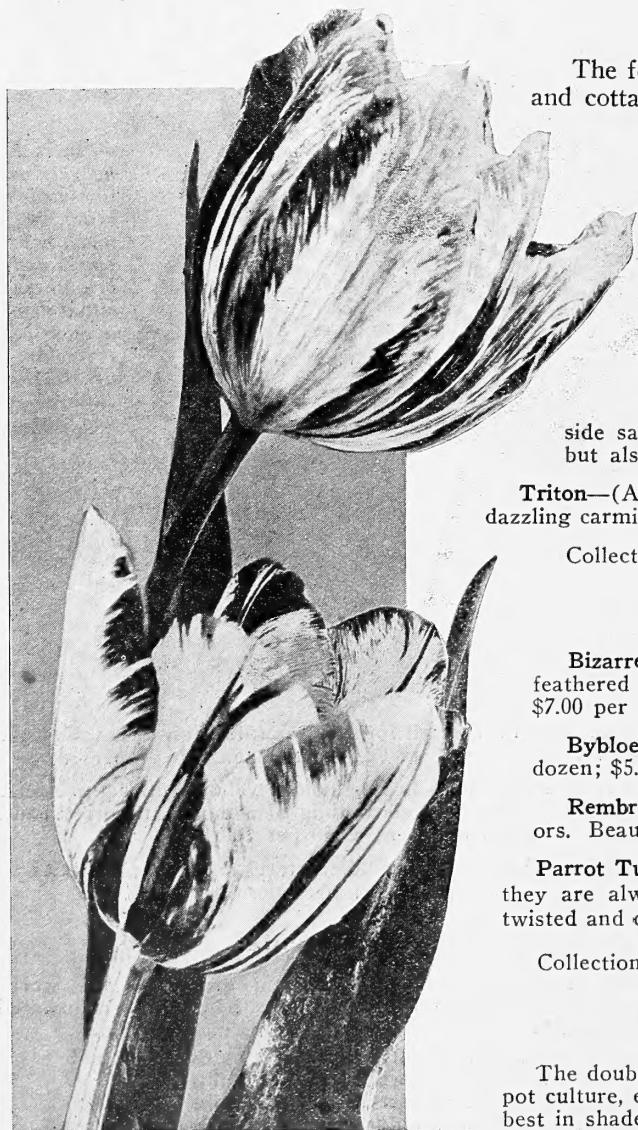 The f
and cotta
side sa
but als
Triton—(A
dazzling carmi
Collect
Bizarre
feathered
$7.00 per
Bybloe
dozen; $5.
Rembr
ors. Beau
Parrot Tu
they are alw
twisted and
Collection
The doub
pot culture, e
best in shade